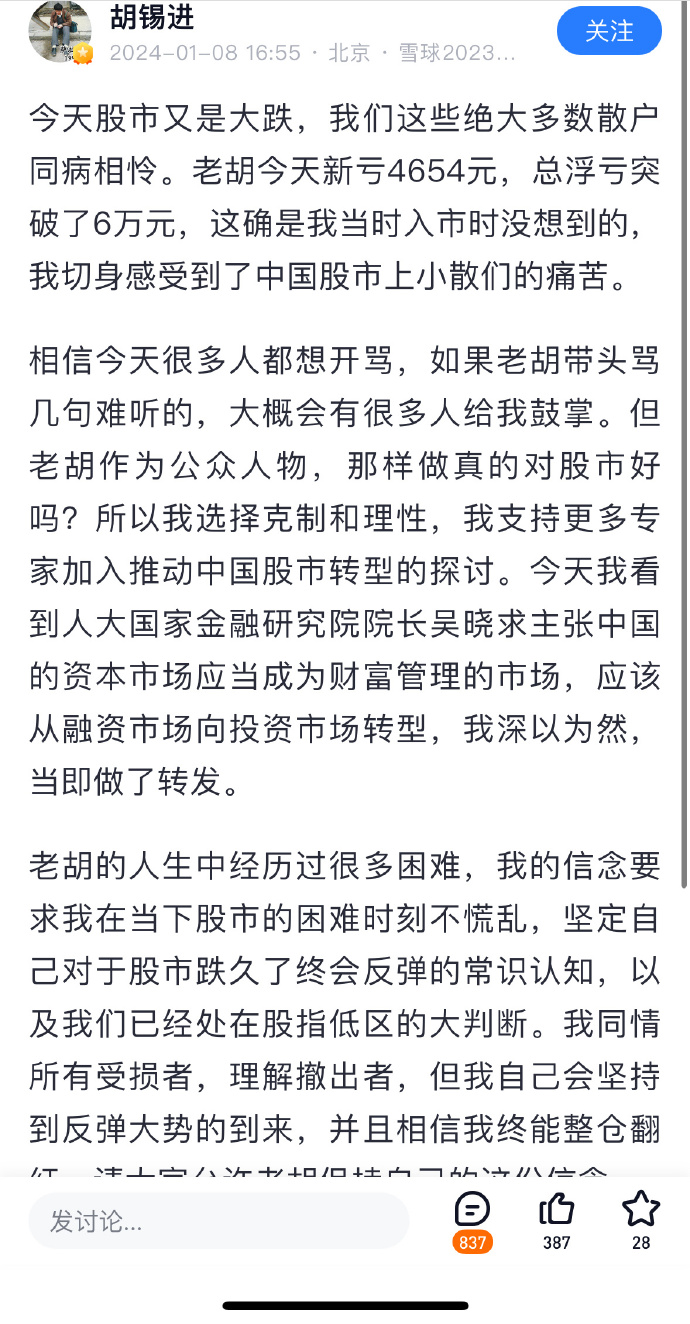 胡锡进
2024-01-08 16:55 · 北京 · 雪球2023...
关注
今天股市又是大跌，我们这些绝大多数散户
同病相怜。老胡今天新亏4654元，总浮亏突
破了6万元，这确是我当时入市时没想到的，
我切身感受到了中国股市上小散们的痛苦。
相信今天很多人都想开骂，如果老胡带头骂
几句难听的，大概会有很多人给我鼓掌。但
老胡作为公众人物，那样做真的对股市好
吗？所以我选择克制和理性，我支持更多专
家加入推动中国股市转型的探讨。今天我看
到人大国家金融研究院院长吴晓求主张中国
的资本市场应当成为财富管理的市场，应该
从融资市场向投资市场转型，我深以为然，
当即做了转发。
老胡的人生中经历过很多困难，我的信念要
求我在当下股市的困难时刻不慌乱，坚定自
己对于股市跌久了终会反弹的常识认知，以
及我们已经处在股指低区的大判断。我同情
所有受损者，理解撤出者，但我自己会坚持
到反弹大势的到来，并且相信我终能整仓翻
红。请大家允许老胡保持自己的这份信念
发讨论...
837
387
28